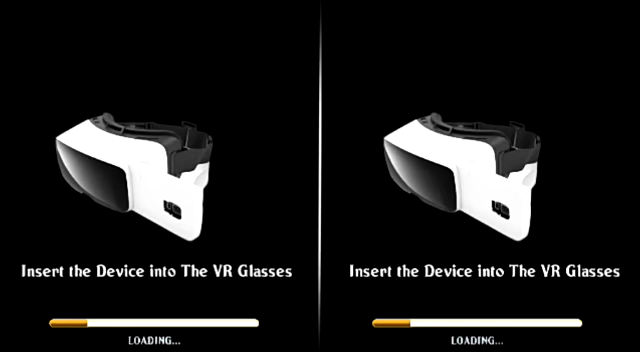 Insert the Device into The VR Glasses
LOADING...
Insert the Device into The VR Glasses
LOADING...